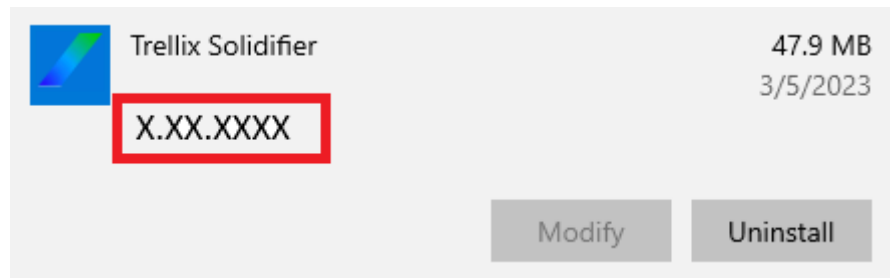 Trellix Solidifier
47.9 MB
3/5/2023
X.XX.XXXX
Modify
Uninstall